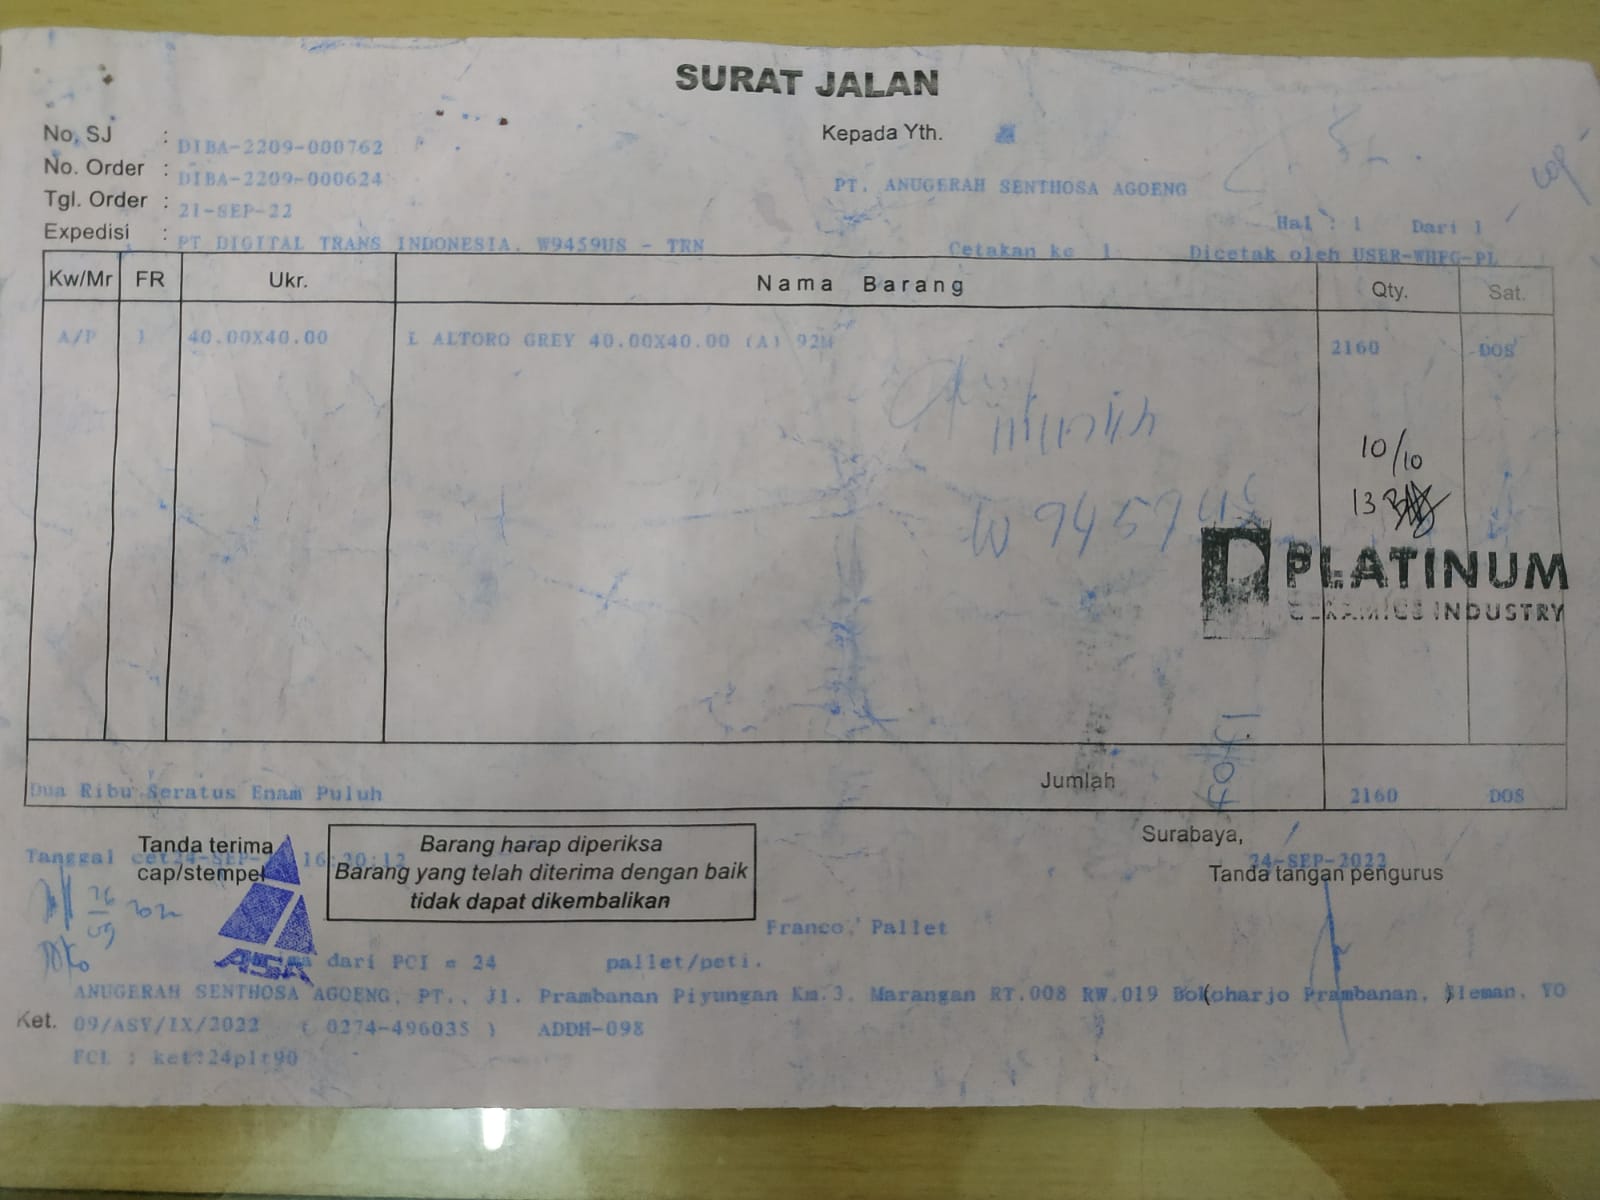 SURAT JALAN
No. SJ : DIBA-2209-000762
No. Order : DIBA-2209-000624
Tgl. Order : 21-SEP-22
Expedisi : PT DIGITAL TRANS INDONESIA. W9459US - TRN
Kepada Yth.
PT. ANUGERAH SENTHOSA AGOENG
Hal : 1 Dari 1
Cetakan ke 1 Dicetak oleh USER-WHFG-PL
Kw/Mr FR Ukr. Nama Barang Qty. Sat.
A/P 1 40.00X40.00 L ALTORO GREY 40.00X40.00 (A) 92M 2160 DOS
10/10
13
W 9459 US
PLATINUM
CERAMICS INDUSTRY
Dua Ribu Seratus Enam Puluh Jumlah 2160 DOS
Tanda terima
cap/stempel
Tanggal cet 24-SEP- 16:20:12
Barang harap diperiksa
Barang yang telah diterima dengan baik
tidak dapat dikembalikan
Surabaya,
24-SEP-2022
Tanda tangan pengurus
26
09 2022
ASA
Franco, Pallet
dari PCI = 24 pallet/peti.
ANUGERAH SENTHOSA AGOENG, PT., Jl. Prambanan Piyungan Km.3. Marangan RT.008 RW.019 Bokoharjo Prambanan, Sleman, YO
Ket. 09/ASY/IX/2022 ( 0274-496035 ) ADDH-098
FCL : ket:24plt90